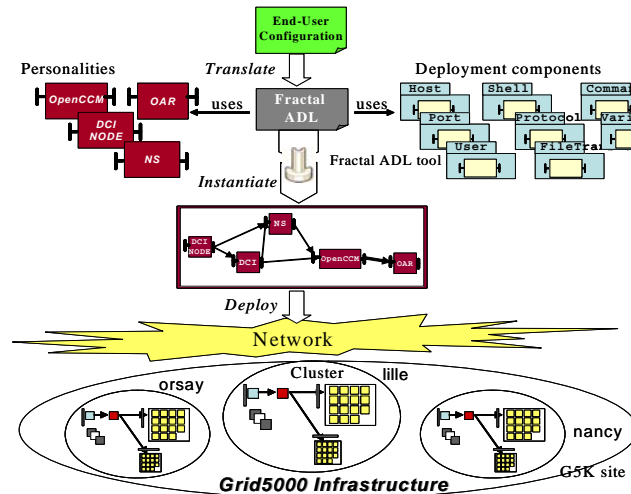 End-User
Configuration
Translate
Personalities
Deployment components
OpenCCM
OAR
DCI
NODE
NS
uses
Fractal
ADL
uses
Host
Shell
Port
Protocol
User
Fractal ADL tool
Instantiate
DCI
NODE
NS
DCI
OpenCCM
OAR
Deploy
Network
Cluster
orsay
lille
nancy
G5K site
Grid5000 Infrastructure